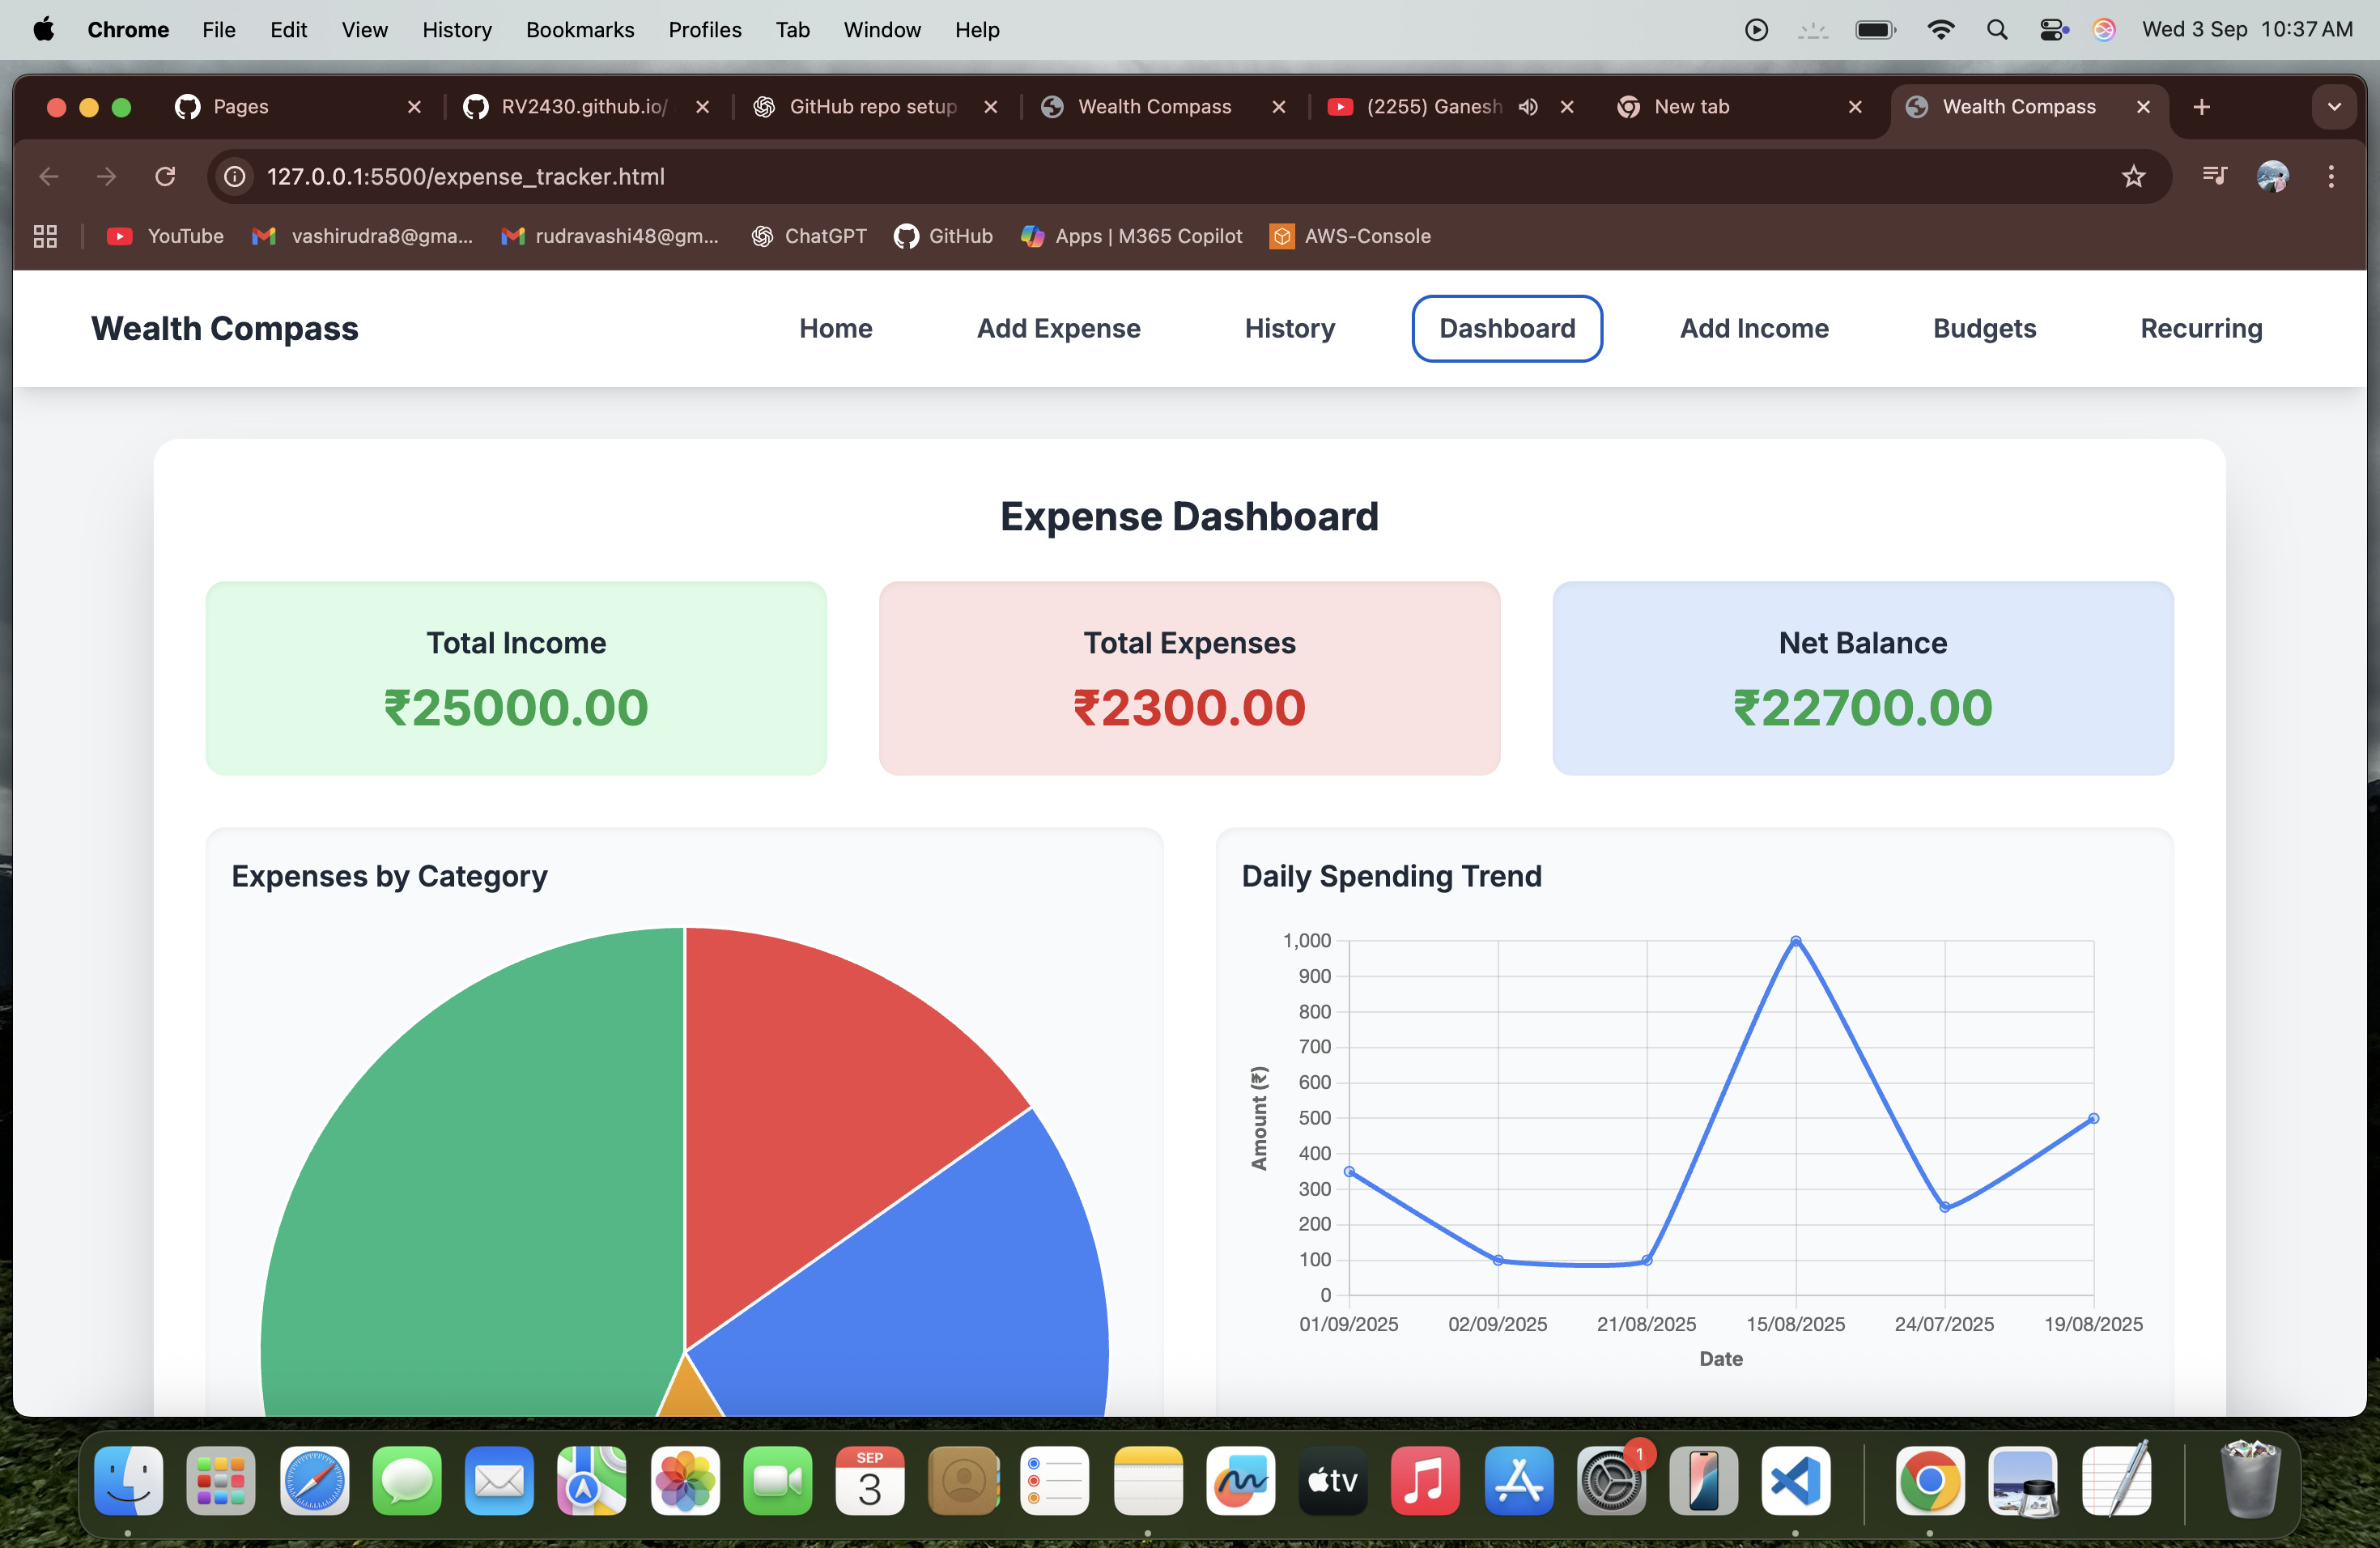 Chrome File Edit View History Bookmarks Profiles Tab Window Help Wed 3 Sep 10:37 AM
Pages RV2430.github.io/ GitHub repo setup Wealth Compass (2255) Ganesh New tab Wealth Compass
127.0.0.1:5500/expense_tracker.html
YouTube vashirudra8@gma... rudravashi48@gm... ChatGPT GitHub Apps | M365 Copilot AWS-Console
Wealth Compass Home Add Expense History Dashboard Add Income Budgets Recurring
Expense Dashboard
Total Income
₹25000.00
Total Expenses
₹2300.00
Net Balance
₹22700.00
Expenses by Category
Daily Spending Trend
1,000
900
800
700
600
500
400
300
200
100
0
Amount (₹)
01/09/2025 02/09/2025 21/08/2025 15/08/2025 24/07/2025 19/08/2025
Date
SEP
3
tv
1